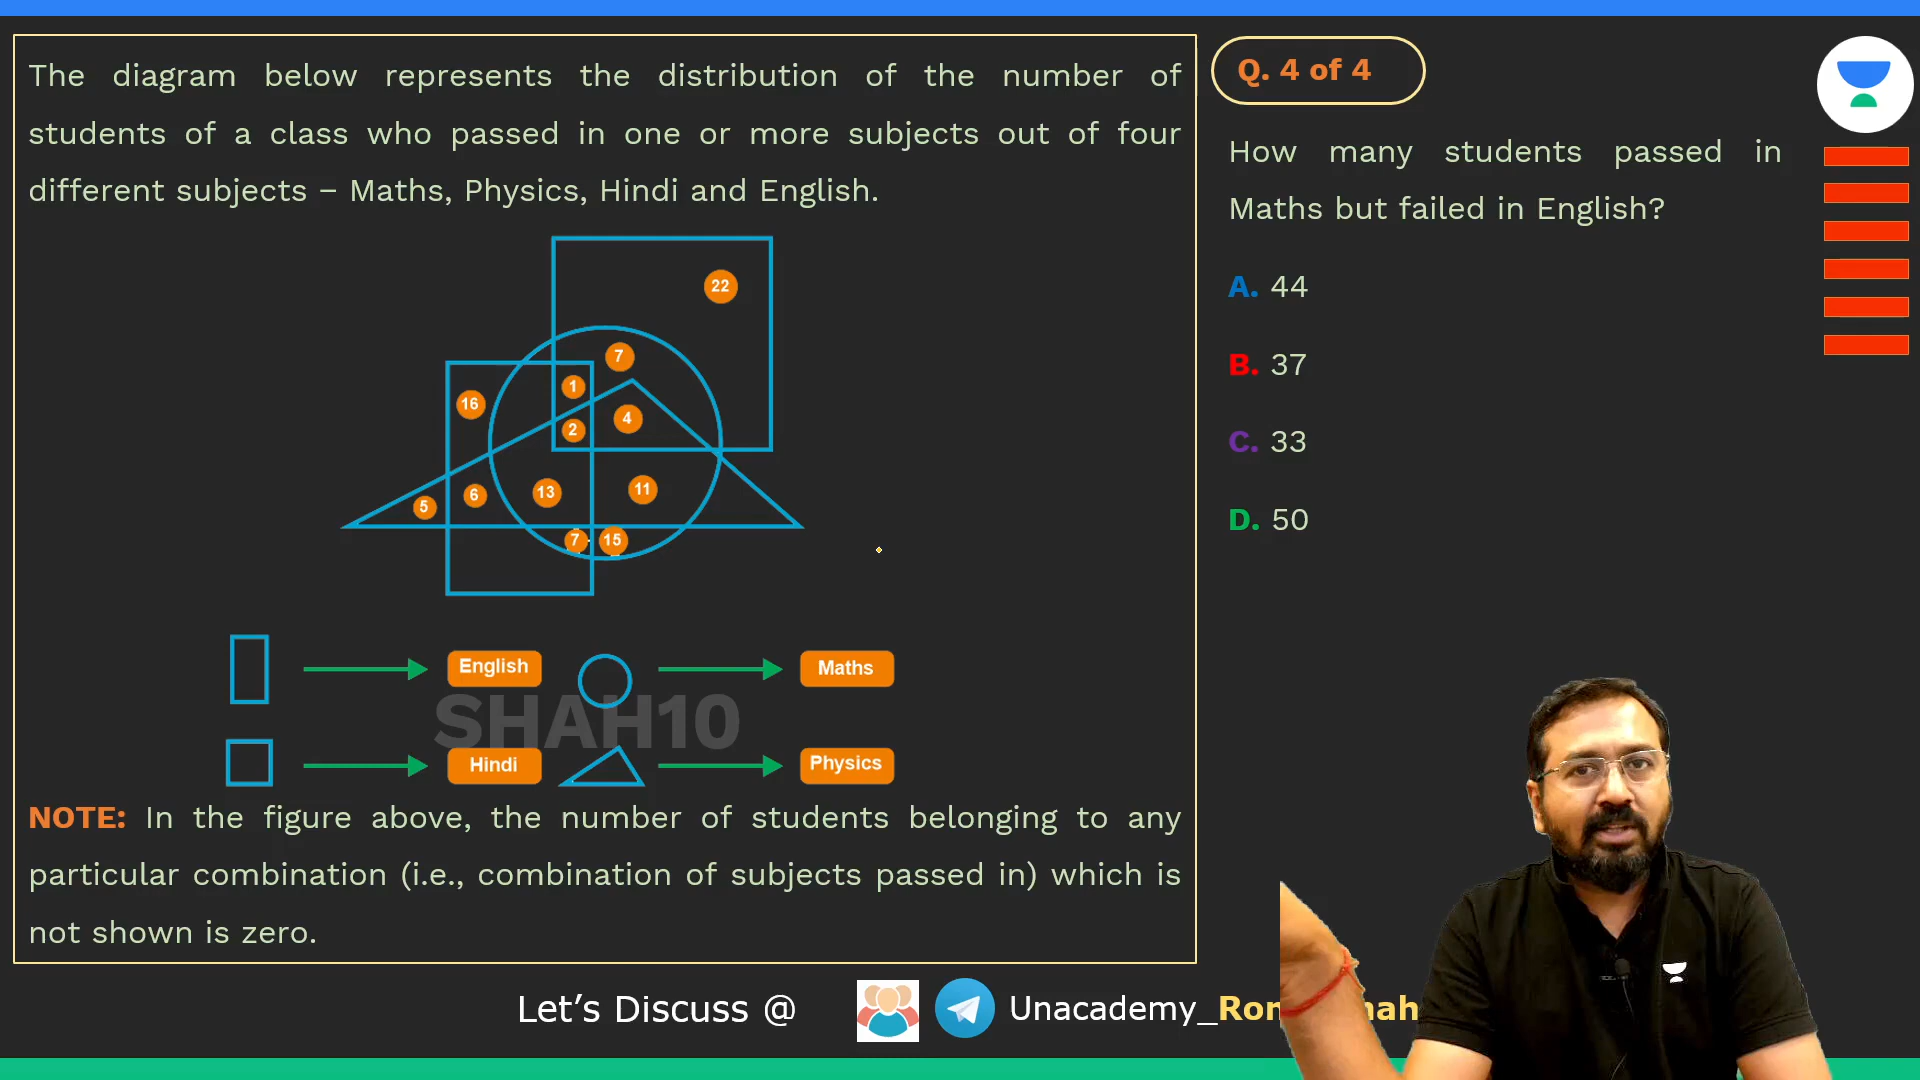 The diagram below represents the distribution of the number of
students of a class who passed in one or more subjects out of four
different subjects – Maths, Physics, Hindi and English.
22
7
1
16
4
2
13
11
6
5
7
15
English
Maths
SHAH10
Hindi
Physics
NOTE: In the figure above, the number of students belonging to any
particular combination (i.e., combination of subjects passed in) which is
not shown is zero.
Q. 4 of 4
How many students passed in
Maths but failed in English?
A. 44
B. 37
C. 33
D. 50
Let’s Discuss @